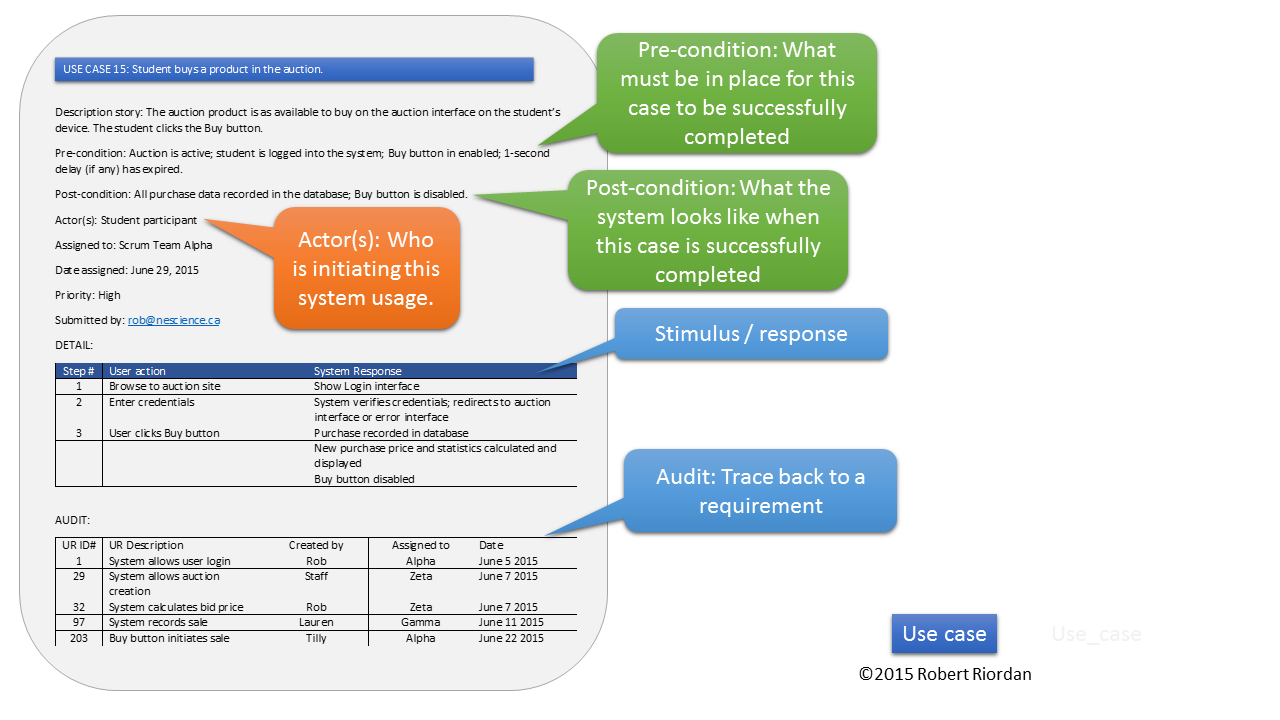 USE CASE 15: Student buys a product in the auction.
Description story: The auction product is as available to buy on the auction interface on the student's
device. The student clicks the Buy button.
Pre-condition: Auction is active; student is logged into the system; Buy button in enabled; 1-second
delay (if any) has expired.
Post-condition: All purchase data recorded in the database; Buy button is disabled.
Actor(s): Student participant
Assigned to: Scrum Team Alpha
Date assigned: June 29, 2015
Priority: High
Submitted by: rob@nescience.ca
DETAIL:
Step # User action System Response
1 Browse to auction site Show Login interface
2 Enter credentials System verifies credentials; redirects to auction
interface or error interface
3 User clicks Buy button Purchase recorded in database
New purchase price and statistics calculated and
displayed
Buy button disabled
AUDIT:
UR ID# UR Description Created by Assigned to Date
1 System allows user login Rob Alpha June 5 2015
29 System allows auction Staff Zeta June 7 2015
creation
32 System calculates bid price Rob Zeta June 7 2015
97 System records sale Lauren Gamma June 11 2015
203 Buy button initiates sale Tilly Alpha June 22 2015
Pre-condition: What
must be in place for this
case to be successfully
completed
Post-condition: What the
system looks like when
this case is successfully
completed
Actor(s): Who
is initiating this
system usage.
Stimulus / response
Audit: Trace back to a
requirement
Use case
Use_case
©2015 Robert Riordan